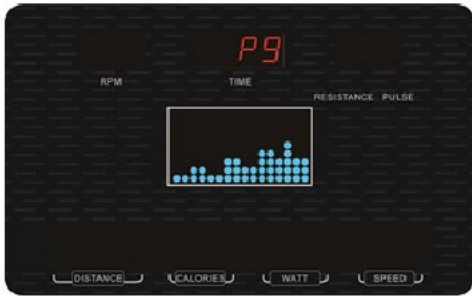 P9
RPM TIME
RESISTANCE PULSE
DISTANCE CALORIES WATT SPEED